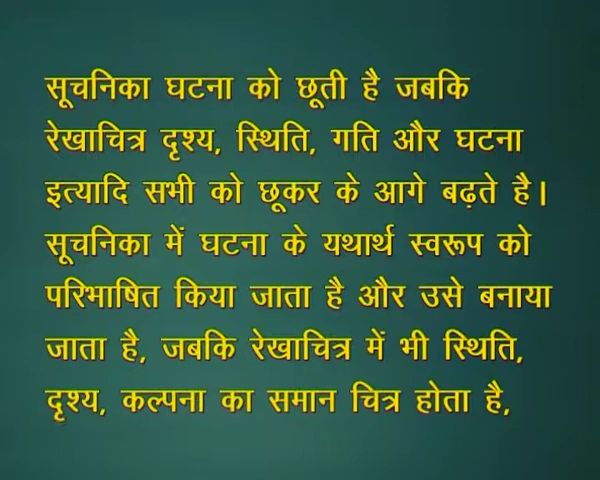 सूचनिका घटना को छूती है जबकि
रेखाचित्र दृश्य, स्थिति, गति और घटना
इत्यादि सभी को छूकर के आगे बढ़ते है।
सूचनिका में घटना के यथार्थ स्वरूप को
परिभाषित किया जाता है और उसे बनाया
जाता है, जबकि रेखाचित्र में भी स्थिति,
दृश्य, कल्पना का समान चित्र होता है,